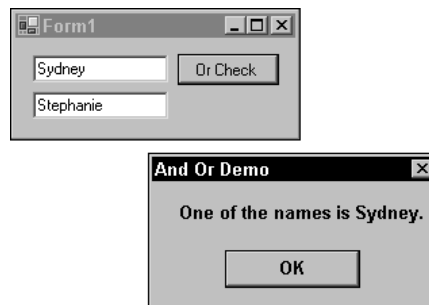 Form1
Sydney
Or Check
Stephanie
And Or Demo
One of the names is Sydney.
OK